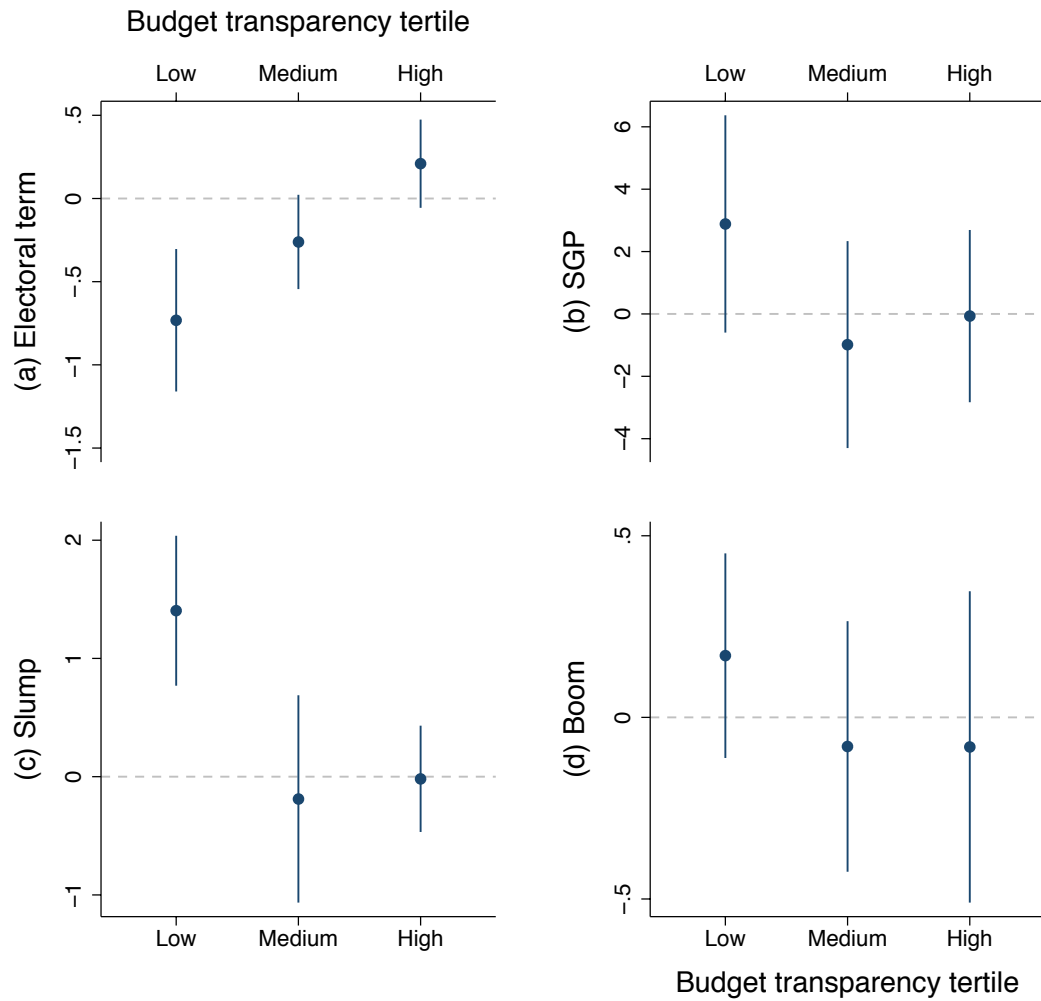 Budget transparency tertile
Low Medium High
Low Medium High
(a) Electoral term
.5
0
−.5
−1
−1.5
(b) SGP
6
4
2
0
−2
−4
(c) Slump
2
1
0
−1
(d) Boom
.5
0
−.5
Low Medium High
Low Medium High
Budget transparency tertile